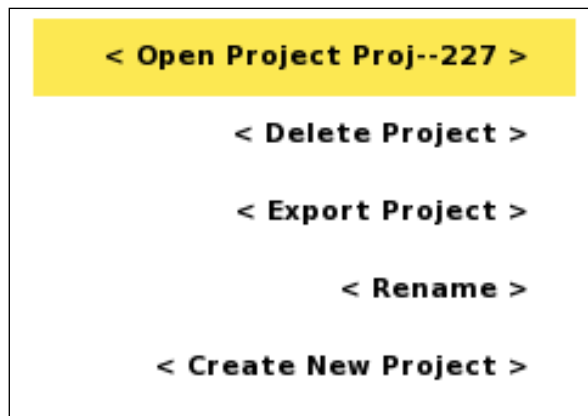 < Open Project Proj--227 >
< Delete Project >
< Export Project >
< Rename >
< Create New Project >